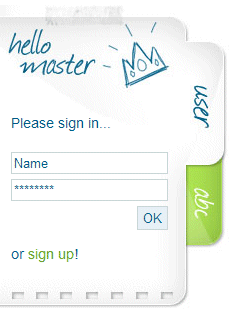 hello
master
user
Please sign in...
Name
********
OK
abc
or sign up!